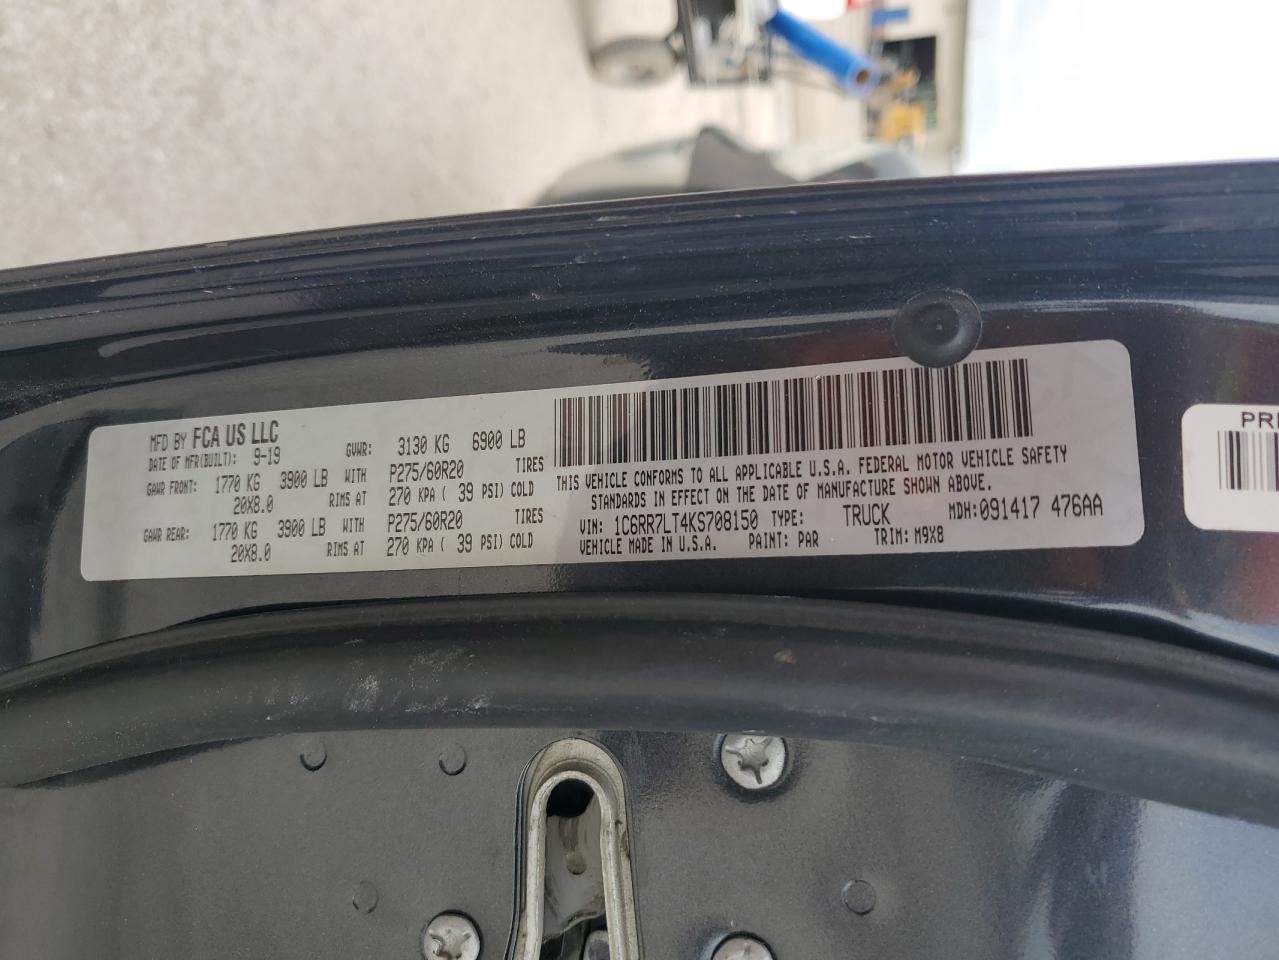 MFD BY FCA US LLC
DATE OF MFR(BUILT): 9-19 GVWR: 3130 KG 6900 LB
GAWR FRONT: 1770 KG 3900 LB WITH P275/60R20 TIRES
20X8.0 RIMS AT 270 KPA ( 39 PSI) COLD
GAWR REAR: 1770 KG 3900 LB WITH P275/60R20 TIRES
20X8.0 RIMS AT 270 KPA ( 39 PSI) COLD
THIS VEHICLE CONFORMS TO ALL APPLICABLE U.S.A. FEDERAL MOTOR VEHICLE SAFETY
STANDARDS IN EFFECT ON THE DATE OF MANUFACTURE SHOWN ABOVE.
VIN: 1C6RR7LT4KS708150 TYPE: TRUCK MDH: 091417 476AA
VEHICLE MADE IN U.S.A. PAINT: PAR TRIM: M9X8